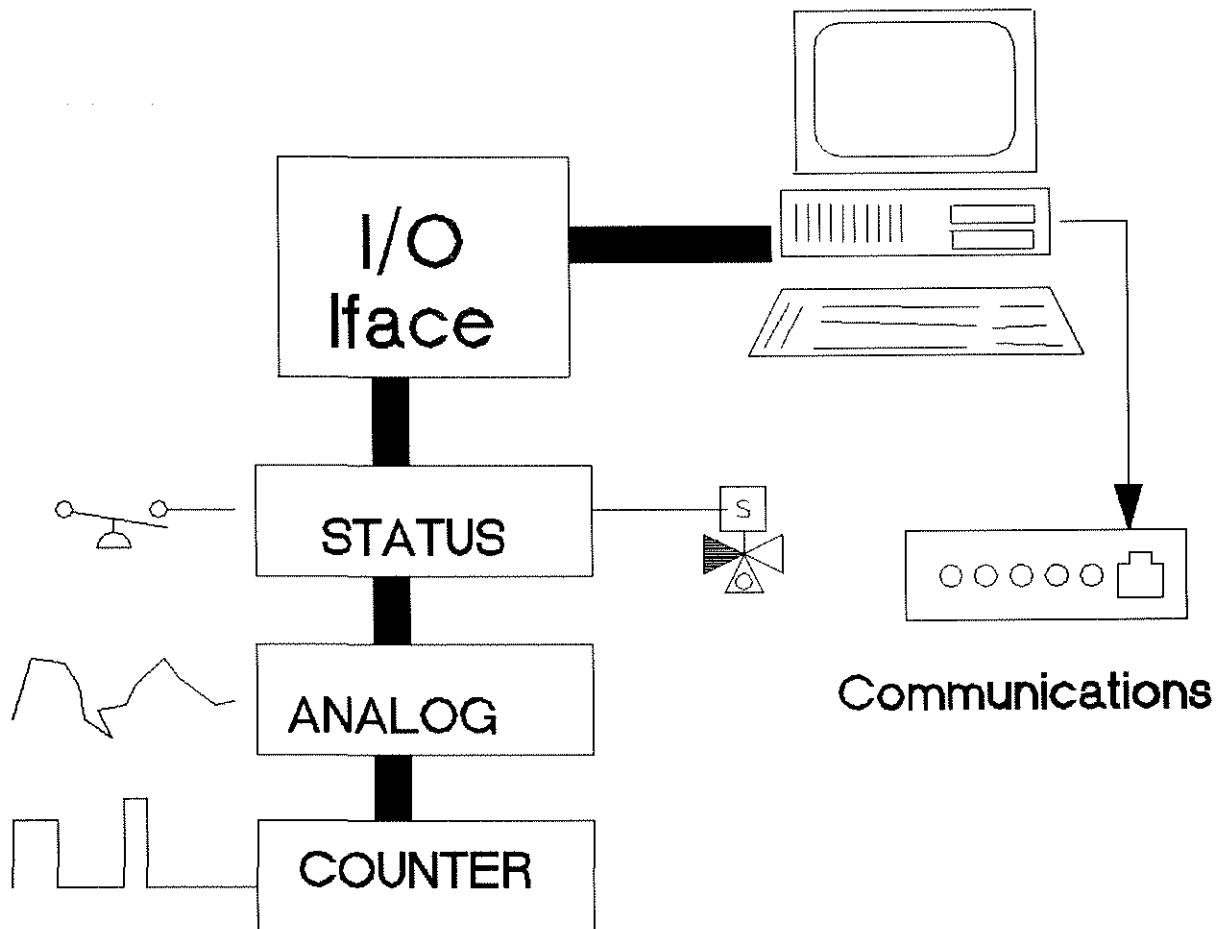 I/O
Iface
STATUS
S
ANALOG
Communications
COUNTER